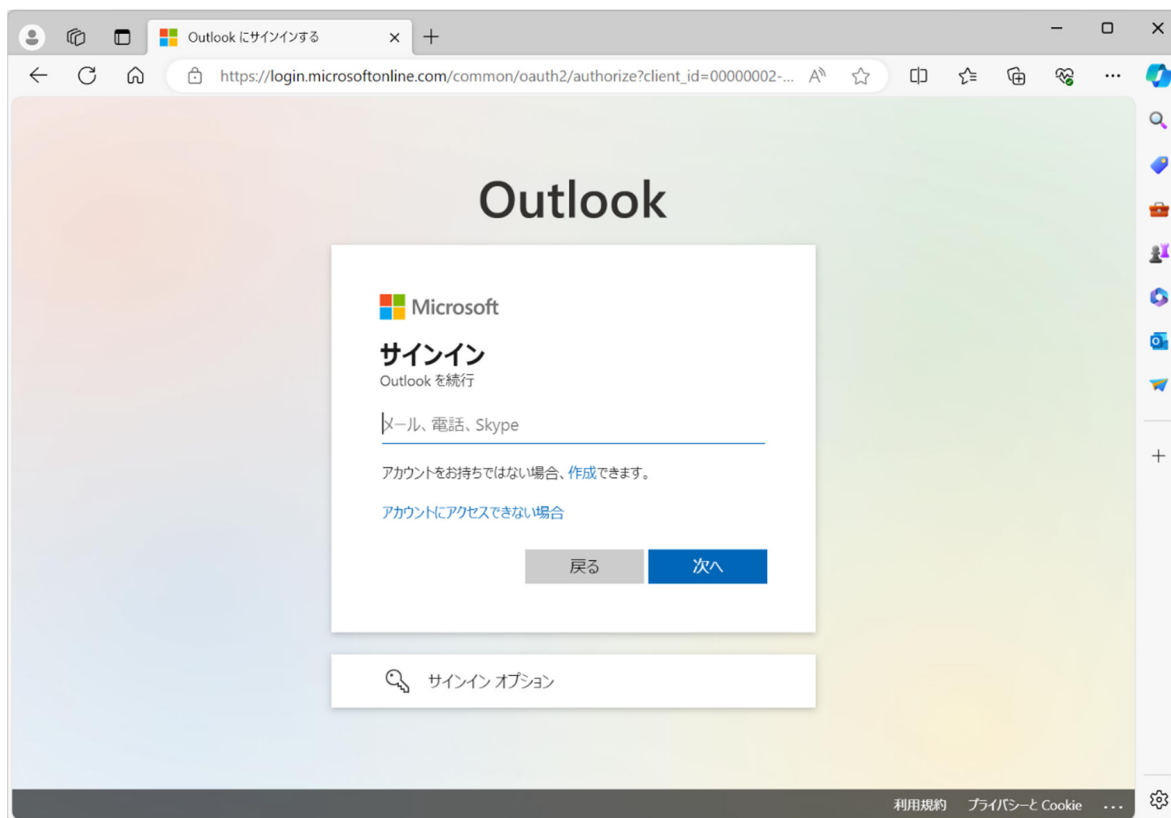 Outlook にサインインする
https://login.microsoftonline.com/common/oauth2/authorize?client_id=00000002-...
Outlook
Microsoft
サインイン
Outlook を続行
メール、電話、Skype
アカウントをお持ちではない場合、作成できます。
アカウントにアクセスできない場合
戻る 次へ
サインイン オプション
利用規約 プライバシーと Cookie ...